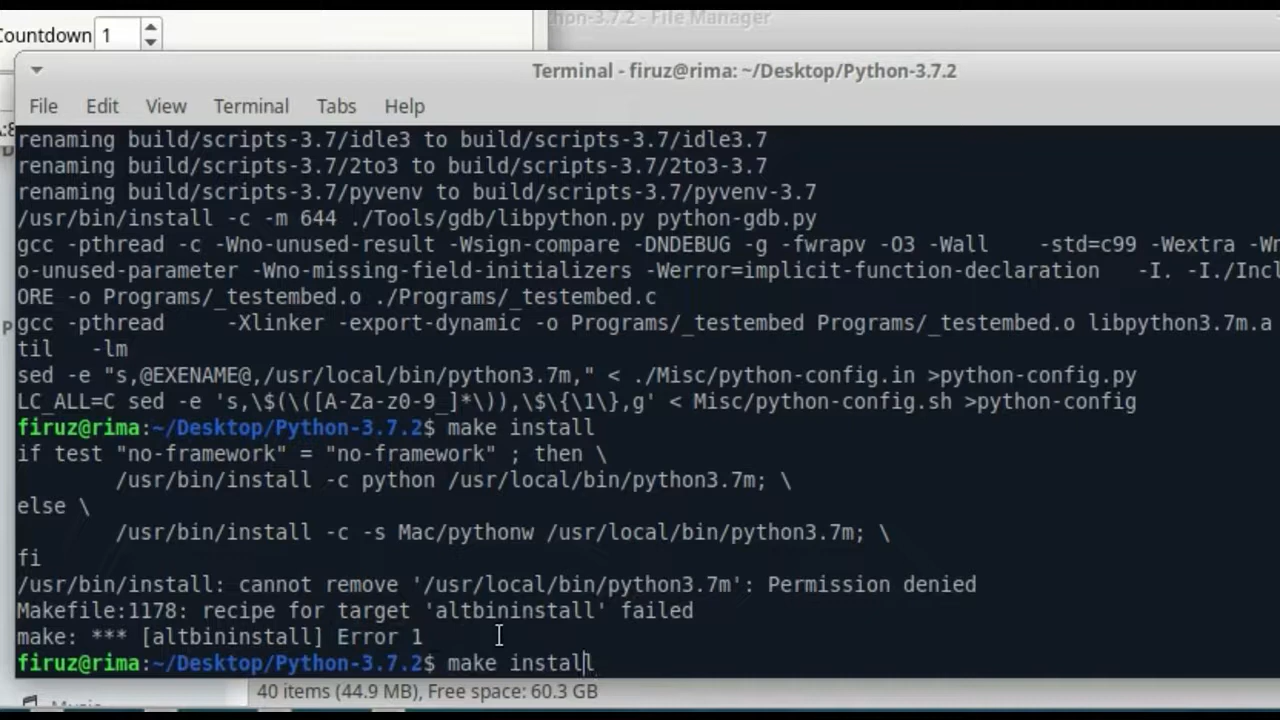 Countdown 1
thon-3.7.2 - File Manager
Terminal - firuz@rima: ~/Desktop/Python-3.7.2
File Edit View Terminal Tabs Help
renaming build/scripts-3.7/idle3 to build/scripts-3.7/idle3.7
renaming build/scripts-3.7/2to3 to build/scripts-3.7/2to3-3.7
renaming build/scripts-3.7/pyvenv to build/scripts-3.7/pyvenv-3.7
/usr/bin/install -c -m 644 ./Tools/gdb/libpython.py python-gdb.py
gcc -pthread -c -Wno-unused-result -Wsign-compare -DNDEBUG -g -fwrapv -O3 -Wall    -std=c99 -Wextra -Wn
o-unused-parameter -Wno-missing-field-initializers -Werror=implicit-function-declaration   -I. -I./Incl
ORE -o Programs/_testembed.o ./Programs/_testembed.c
gcc -pthread     -Xlinker -export-dynamic -o Programs/_testembed Programs/_testembed.o libpython3.7m.a
til   -lm
sed -e "s,@EXENAME@,/usr/local/bin/python3.7m," < ./Misc/python-config.in >python-config.py
LC_ALL=C sed -e 's,\$(\([A-Za-z0-9_]*\)),\$\{\1\},g' < Misc/python-config.sh >python-config
firuz@rima:~/Desktop/Python-3.7.2$ make install
if test "no-framework" = "no-framework" ; then \
        /usr/bin/install -c python /usr/local/bin/python3.7m; \
else \
        /usr/bin/install -c -s Mac/pythonw /usr/local/bin/python3.7m; \
fi
/usr/bin/install: cannot remove '/usr/local/bin/python3.7m': Permission denied
Makefile:1178: recipe for target 'altbininstall' failed
make: *** [altbininstall] Error 1
firuz@rima:~/Desktop/Python-3.7.2$ make install
40 items (44.9 MB), Free space: 60.3 GB